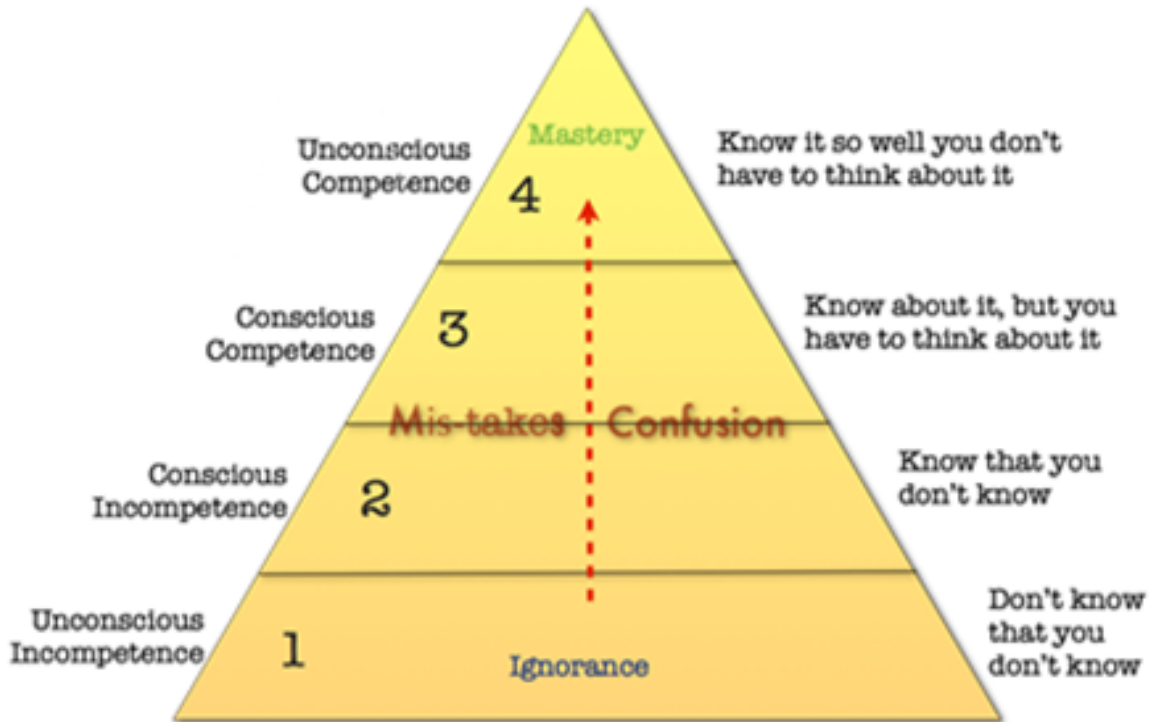 Mastery
Unconscious
Competence
4
Know it so well you don't
have to think about it
Conscious
Competence
3
Know about it, but you
have to think about it
Mis-takes
Confusion
Conscious
Incompetence
2
Know that you
don't know
Unconscious
Incompetence
1
Ignorance
Don't know
that you
don't know